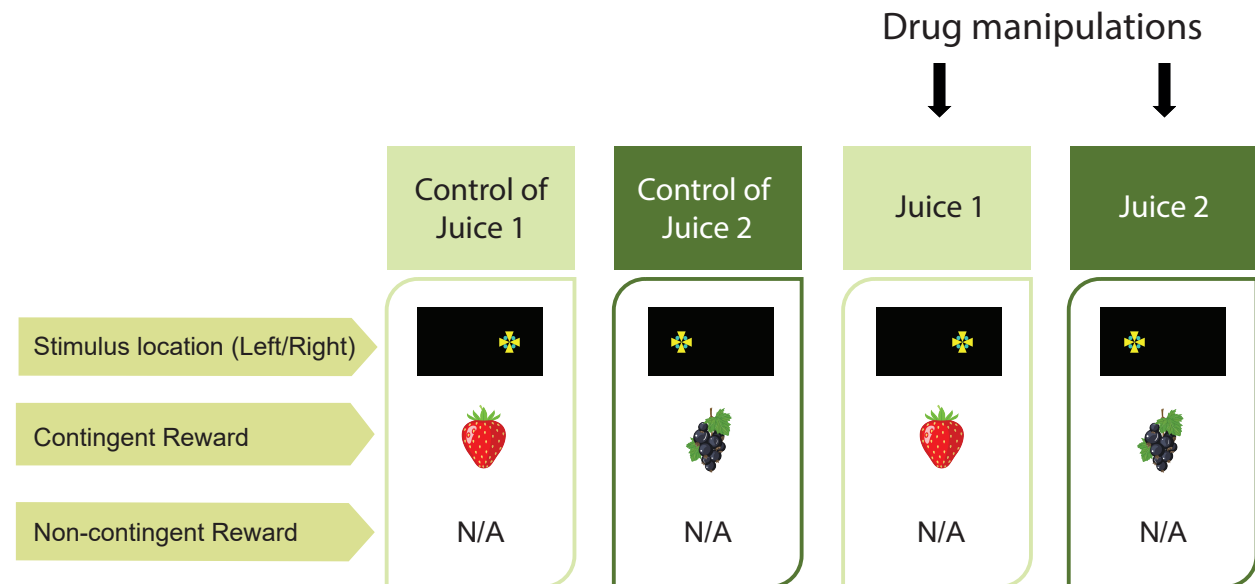 Drug manipulations
Control of
Juice 1
Control of
Juice 2
Juice 1
Juice 2
Stimulus location (Left/Right)
Contingent Reward
Non-contingent Reward
N/A
N/A
N/A
N/A